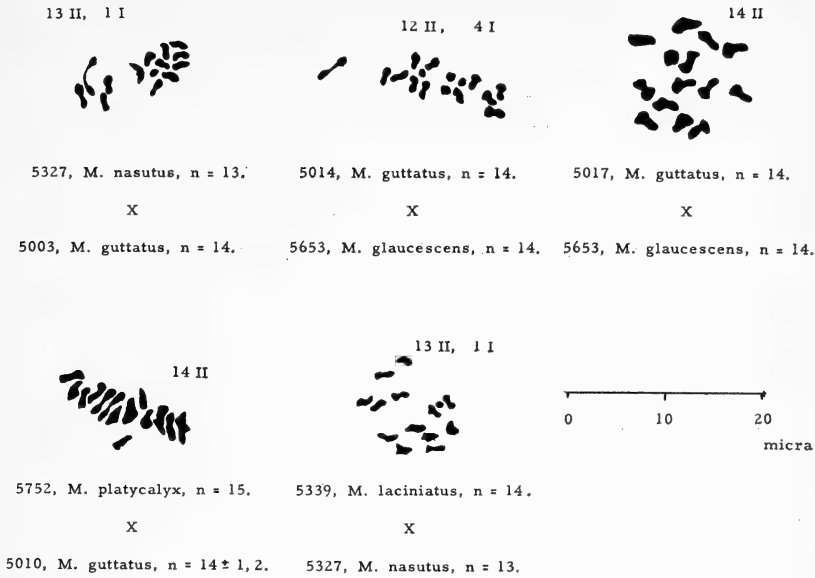 13 II, 1 I
5327, M. nasutus, n = 13.
X
5003, M. guttatus, n = 14.
12 II, 4 I
5014, M. guttatus, n = 14.
X
5653, M. glaucescens, n = 14.
14 II
5017, M. guttatus, n = 14.
X
5653, M. glaucescens, n = 14.
14 II
5752, M. platycalyx, n = 15.
X
5010, M. guttatus, n = 14 ± 1, 2.
13 II, 1 I
5339, M. laciniatus, n = 14.
X
5327, M. nasutus, n = 13.
0 10 20
micra